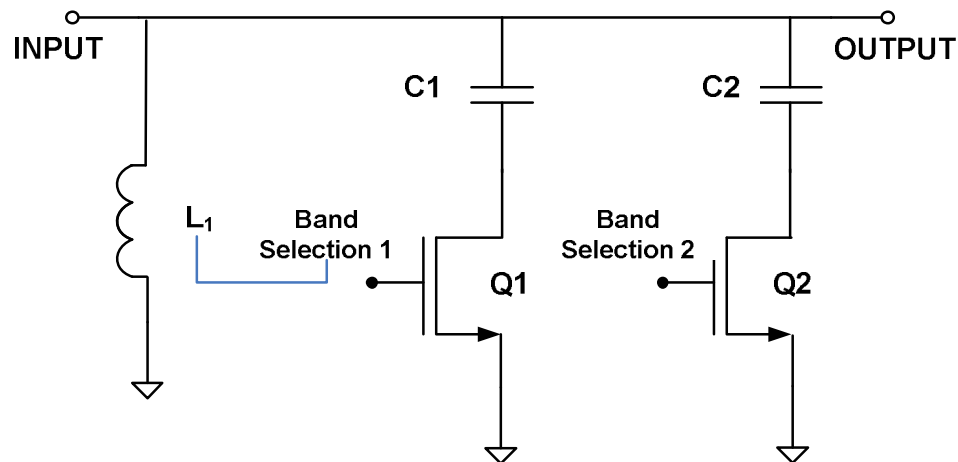 INPUT
OUTPUT
C1
C2
L₁
Band
Selection 1
Band
Selection 2
Q1
Q2